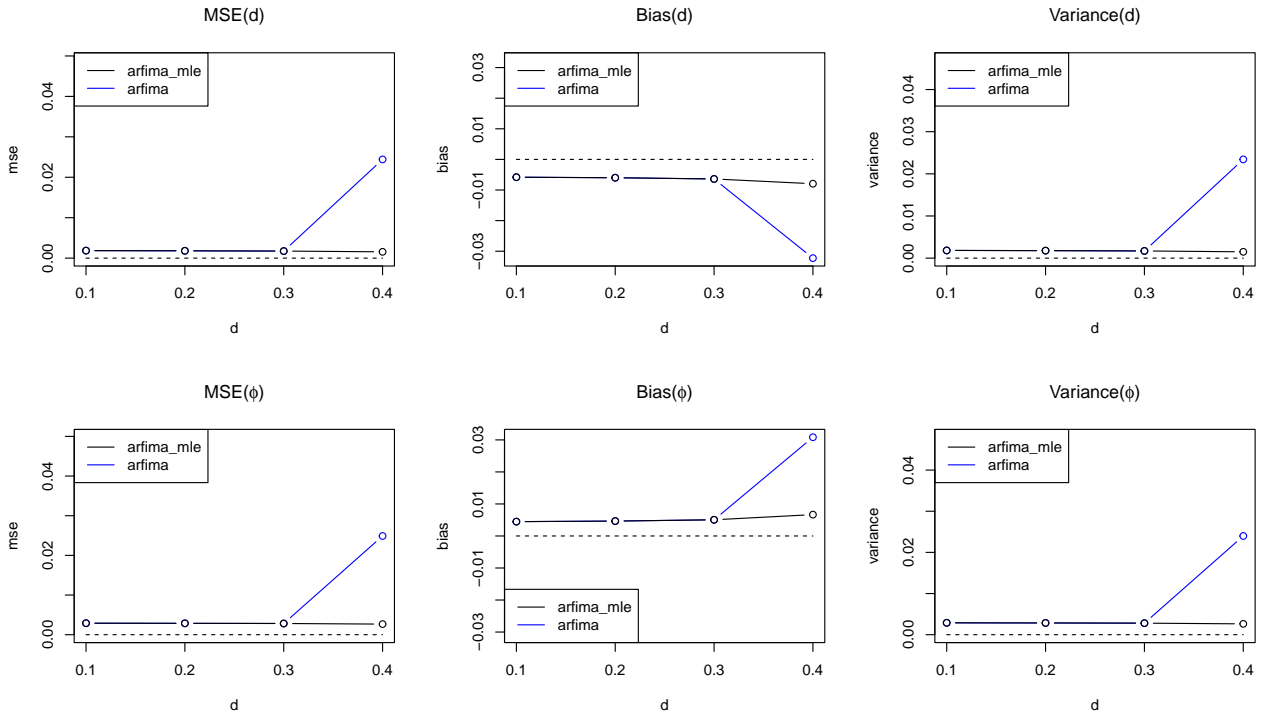 MSE(d)
mse
0.00
0.02
0.04
arfima_mle
arfima
0.1 0.2 0.3 0.4
d
Bias(d)
bias
−0.03
−0.01
0.01
0.03
arfima_mle
arfima
0.1 0.2 0.3 0.4
d
Variance(d)
variance
0.00
0.01
0.02
0.03
0.04
arfima_mle
arfima
0.1 0.2 0.3 0.4
d
MSE(ϕ)
mse
0.00
0.02
0.04
arfima_mle
arfima
0.1 0.2 0.3 0.4
d
Bias(ϕ)
bias
−0.03
−0.01
0.01
0.03
arfima_mle
arfima
0.1 0.2 0.3 0.4
d
Variance(ϕ)
variance
0.00
0.02
0.04
arfima_mle
arfima
0.1 0.2 0.3 0.4
d